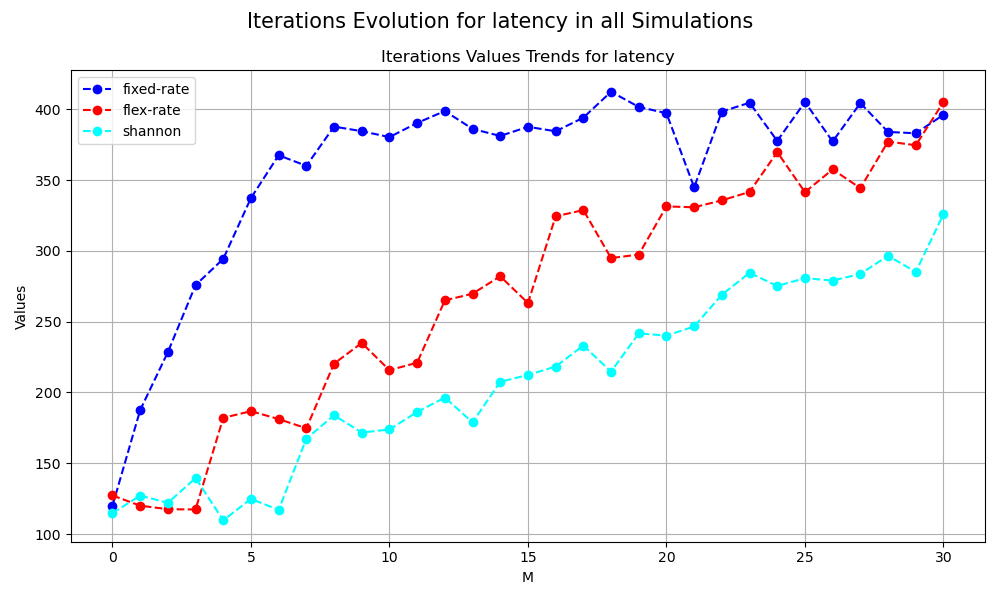 Iterations Evolution for latency in all Simulations
Iterations Values Trends for latency
fixed-rate
flex-rate
shannon
400
350
300
250
200
150
100
Values
0 5 10 15 20 25 30
M